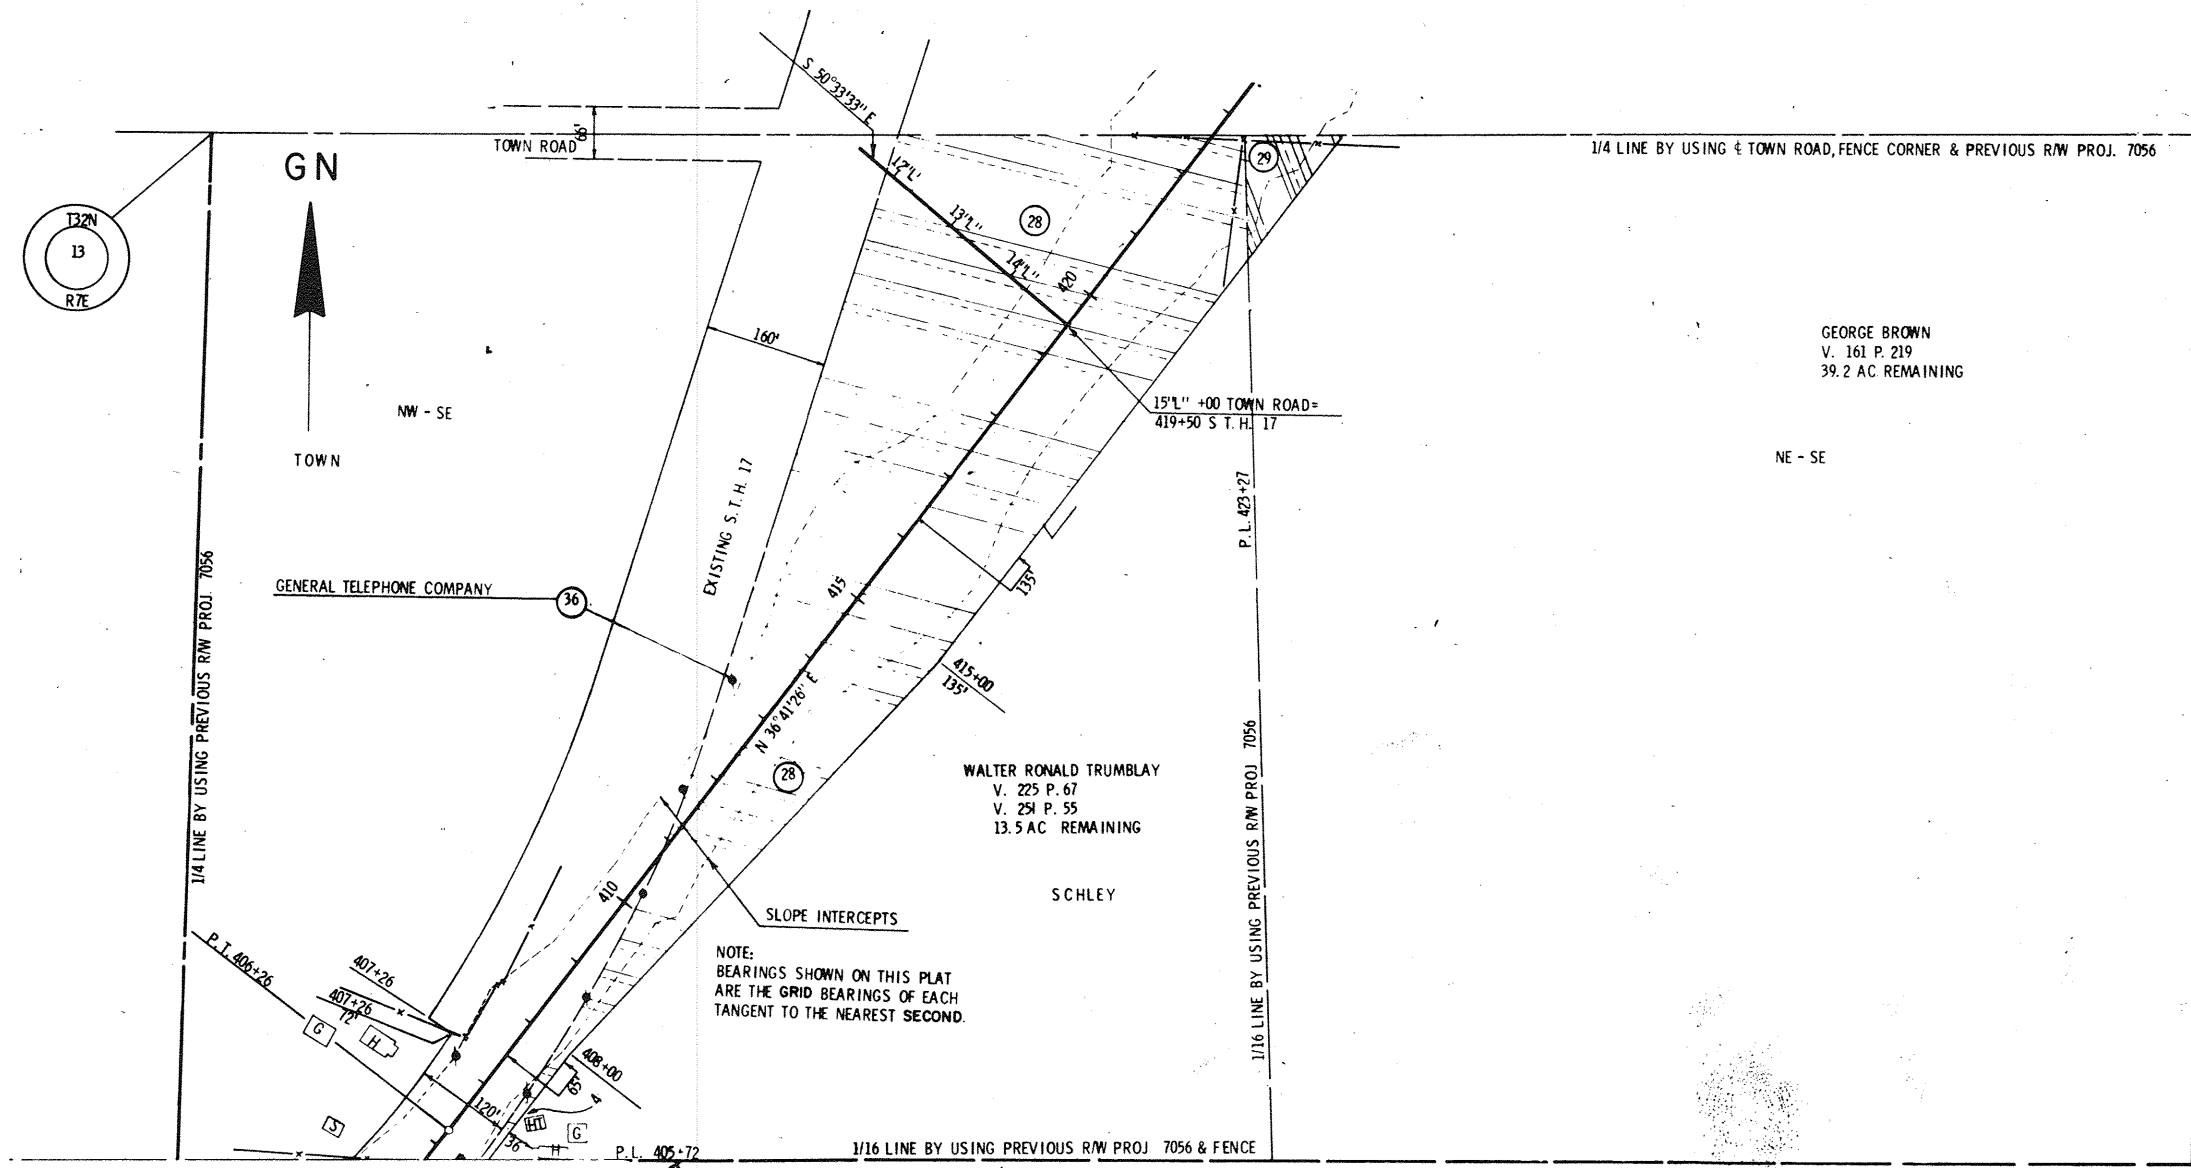 S 50°33'33" E
66'
TOWN ROAD
GN
T32N
13
R7E
12"L"
13"L"
14"L"
28
29
1/4 LINE BY USING ℄ TOWN ROAD, FENCE CORNER & PREVIOUS R/W PROJ. 7056
420
160'
GEORGE BROWN
V. 161 P. 219
39.2 AC REMAINING
NW - SE
15"L" +00 TOWN ROAD=
419+50 S.T.H. 17
TOWN
NE - SE
P.L. 423+27
EXISTING S.T.H. 17
1/4 LINE BY USING PREVIOUS R/W PROJ. 7056
GENERAL TELEPHONE COMPANY
36
415
135'
415+00
135'
N 36°41'26" E
28
WALTER RONALD TRUMBLAY
V. 225 P. 67
V. 251 P. 55
13.5 AC REMAINING
410
SCHLEY
SLOPE INTERCEPTS
NOTE:
BEARINGS SHOWN ON THIS PLAT
ARE THE GRID BEARINGS OF EACH
TANGENT TO THE NEAREST SECOND.
1/16 LINE BY USING PREVIOUS R/W PROJ 7056
P.T. 406+26
407+26
407+26
72'
G
H
408+00
65'
120'
4
S
HT
G
36'
H
P.L. 405+72
1/16 LINE BY USING PREVIOUS R/W PROJ 7056 & FENCE